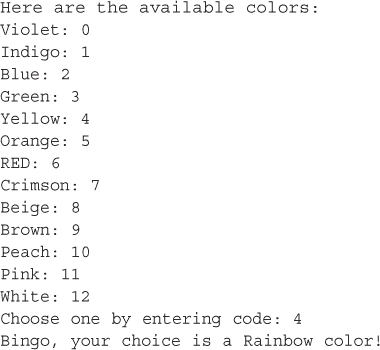 Here are the available colors:
Violet: 0
Indigo: 1
Blue: 2
Green: 3
Yellow: 4
Orange: 5
RED: 6
Crimson: 7
Beige: 8
Brown: 9
Peach: 10
Pink: 11
White: 12
Choose one by entering code: 4
Bingo, your choice is a Rainbow color!